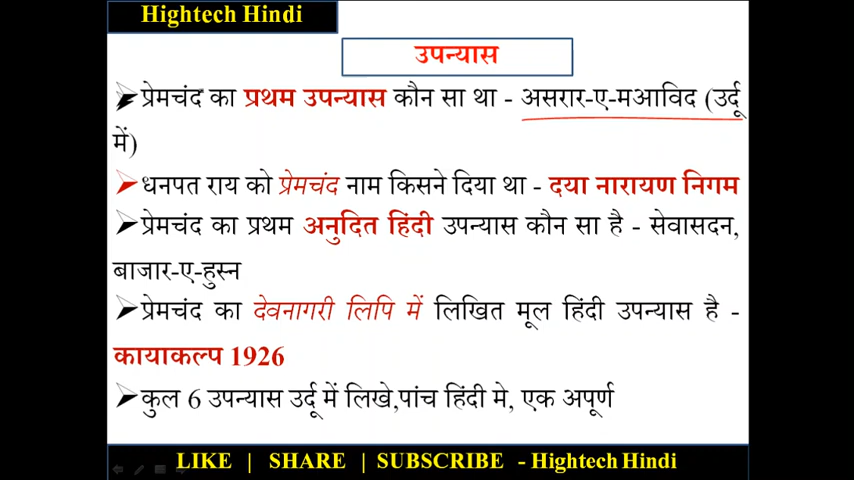 Hightech Hindi
उपन्यास
➢प्रेमचंद का प्रथम उपन्यास कौन सा था - असरार-ए-मआविद (उर्दू
में)
➢धनपत राय को प्रेमचंद नाम किसने दिया था - दया नारायण निगम
➢प्रेमचंद का प्रथम अनुदित हिंदी उपन्यास कौन सा है - सेवासदन,
बाजार-ए-हुस्न
➢प्रेमचंद का देवनागरी लिपि में लिखित मूल हिंदी उपन्यास है -
कायाकल्प 1926
➢कुल 6 उपन्यास उर्दू में लिखे,पांच हिंदी मे, एक अपूर्ण
LIKE | SHARE | SUBSCRIBE - Hightech Hindi